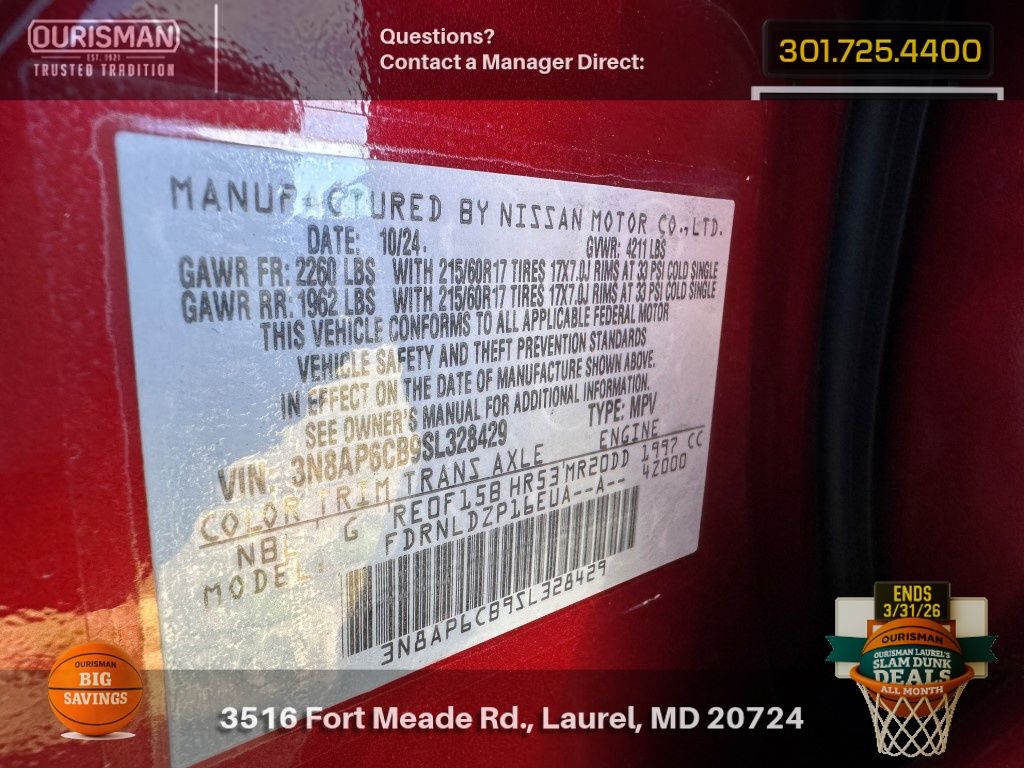 OURISMAN
EST. 1921
TRUSTED TRADITION
Questions?
Contact a Manager Direct:
301.725.4400
MANUFACTURED BY NISSAN MOTOR CO.,LTD.
DATE: 10/24. GVWR: 4211 LBS
GAWR FR: 2260 LBS WITH 215/60R17 TIRES 17X7.0J RIMS AT 33 PSI COLD SINGLE
GAWR RR: 1962 LBS WITH 215/60R17 TIRES 17X7.0J RIMS AT 33 PSI COLD SINGLE
THIS VEHICLE CONFORMS TO ALL APPLICABLE FEDERAL MOTOR
VEHICLE SAFETY AND THEFT PREVENTION STANDARDS
IN EFFECT ON THE DATE OF MANUFACTURE SHOWN ABOVE.
SEE OWNER'S MANUAL FOR ADDITIONAL INFORMATION.
VIN: 3N8AP6CB9SL328429 TYPE: MPV
COLOR TRIM TRANS AXLE ENGINE
NBL G RE0F15B HR53 MR20DD 1997 CC
MODEL: FDRNLDZP16EUA--A-- 42000
3N8AP6CB9SL328429
ENDS
3/31/26
OURISMAN
OURISMAN LAUREL'S
SLAM DUNK
DEALS
ALL MONTH
OURISMAN
BIG
SAVINGS
3516 Fort Meade Rd., Laurel, MD 20724